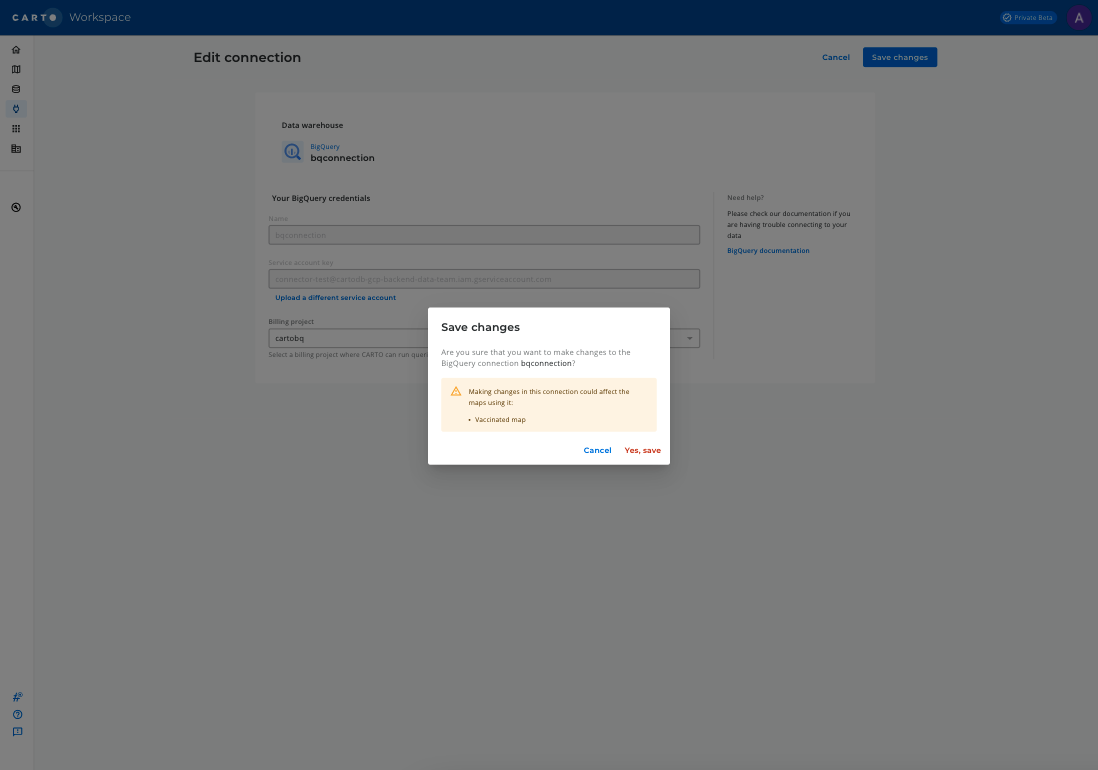 CARTO Workspace
Private Beta
A
Edit connection
Cancel
Save changes
Data warehouse
BigQuery
bqconnection
Your BigQuery credentials
Name
bqconnection
Service account key
connector-test@cartodb-gcp-backend-data-team.iam.gserviceaccount.com
Upload a different service account
Billing project
cartobq
Select a billing project where CARTO can run
Need help?
Please check our documentation if you
are having trouble connecting to your
data
BigQuery documentation
Save changes
Are you sure that you want to make changes to the
BigQuery connection bqconnection?
Making changes in this connection could affect the
maps using it:
• Vaccinated map
Cancel
Yes, save